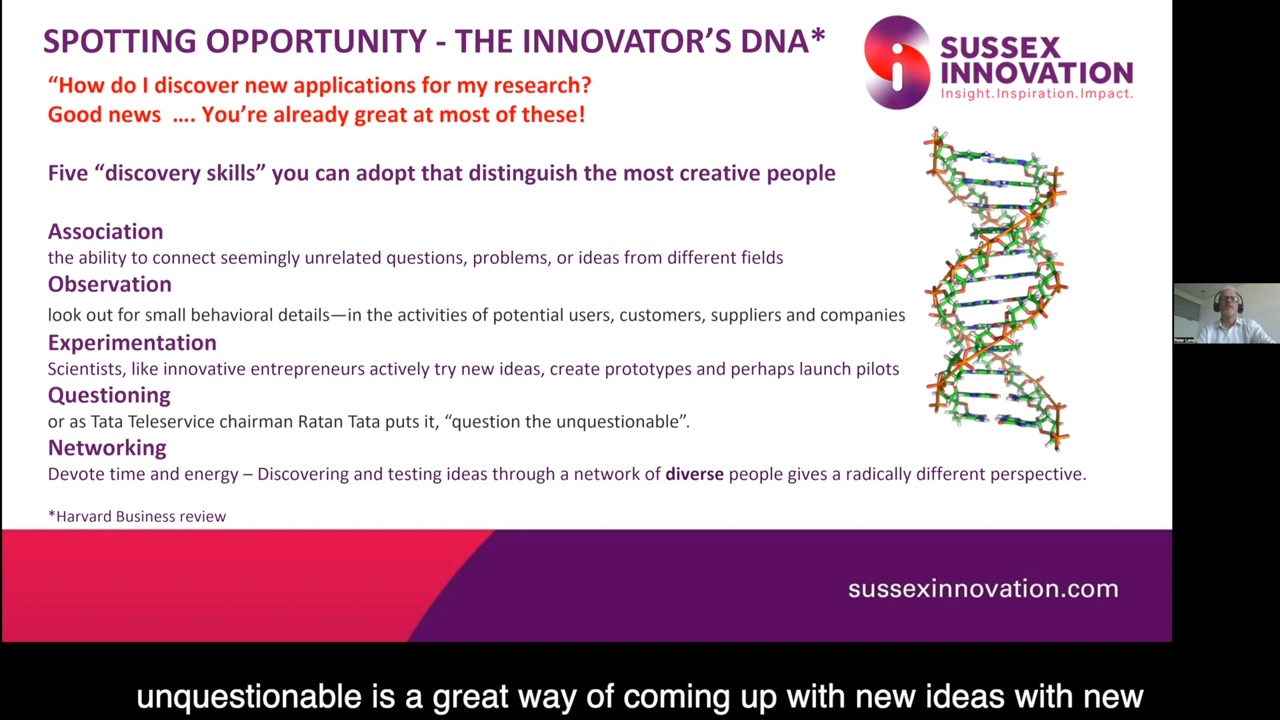 SPOTTING OPPORTUNITY - THE INNOVATOR'S DNA*
SUSSEX
INNOVATION
Insight.Inspiration.Impact.
“How do I discover new applications for my research?
Good news …. You’re already great at most of these!
Five “discovery skills” you can adopt that distinguish the most creative people
Association
the ability to connect seemingly unrelated questions, problems, or ideas from different fields
Observation
look out for small behavioral details—in the activities of potential users, customers, suppliers and companies
Experimentation
Scientists, like innovative entrepreneurs actively try new ideas, create prototypes and perhaps launch pilots
Questioning
or as Tata Teleservice chairman Ratan Tata puts it, “question the unquestionable”.
Networking
Devote time and energy – Discovering and testing ideas through a network of diverse people gives a radically different perspective.
*Harvard Business review
sussexinnovation.com
Peter Lane
unquestionable is a great way of coming up with new ideas with new